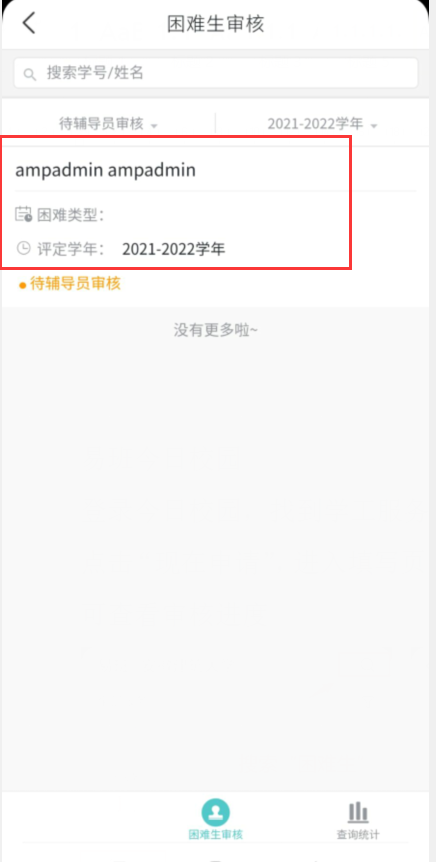 困难生审核
搜索学号/姓名
待辅导员审核 2021-2022学年
ampadmin ampadmin
困难类型：
评定学年： 2021-2022学年
待辅导员审核
没有更多啦~
困难生审核 查询统计